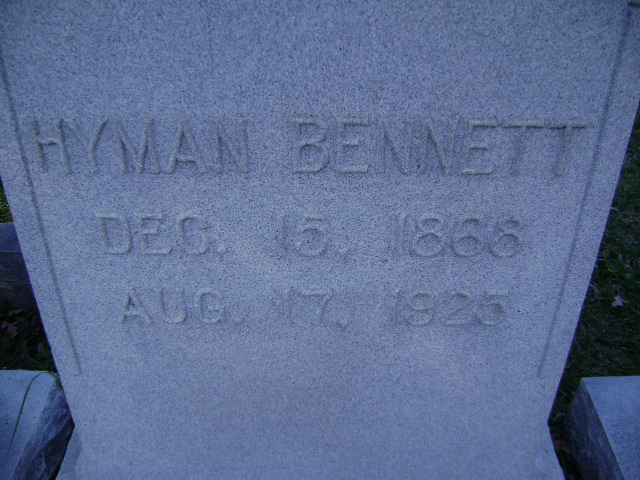 HYMAN BENNETT
DEC. 15, 1868
AUG. 17, 1925